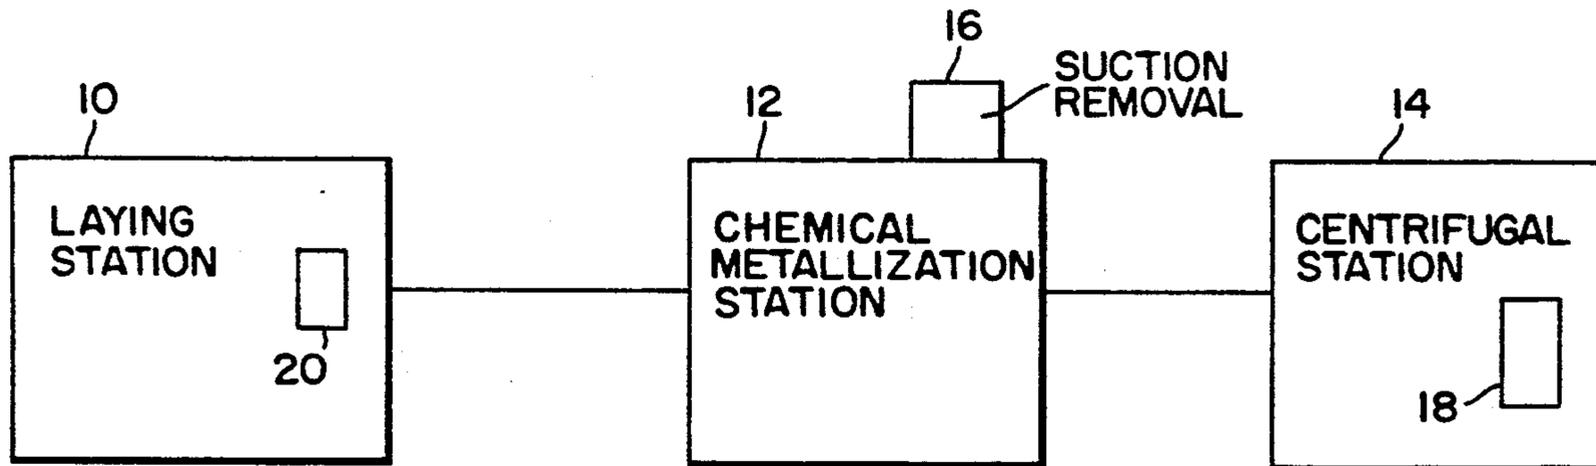 16
SUCTION
REMOVAL
10
12
14
LAYING
STATION
20
CHEMICAL
METALLIZATION
STATION
CENTRIFUGAL
STATION
18